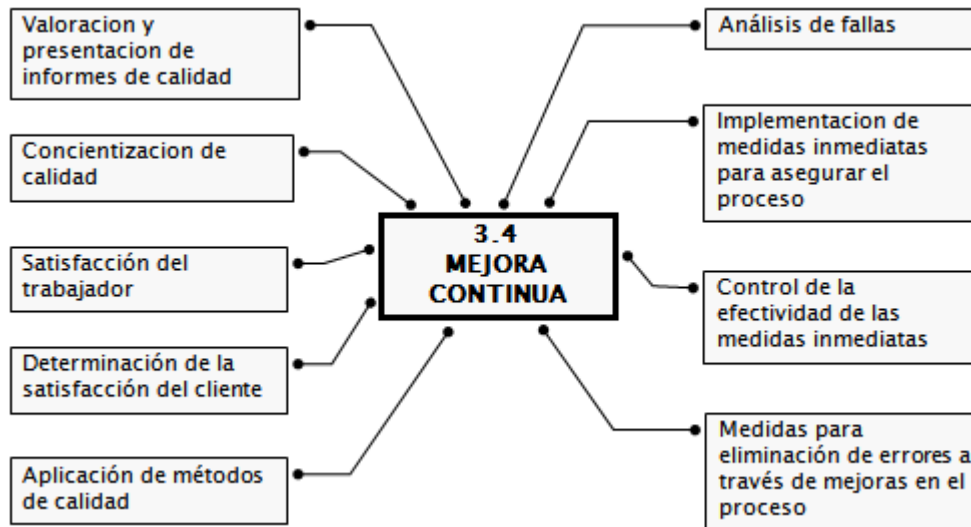 Valoracion y
presentacion de
informes de calidad
Concientizacion de
calidad
Satisfacción del
trabajador
Determinación de la
satisfacción del cliente
Aplicación de métodos
de calidad
3.4
MEJORA
CONTINUA
Análisis de fallas
Implementacion de
medidas inmediatas
para asegurar el
proceso
Control de la
efectividad de las
medidas inmediatas
Medidas para
eliminación de errores a
través de mejoras en el
proceso